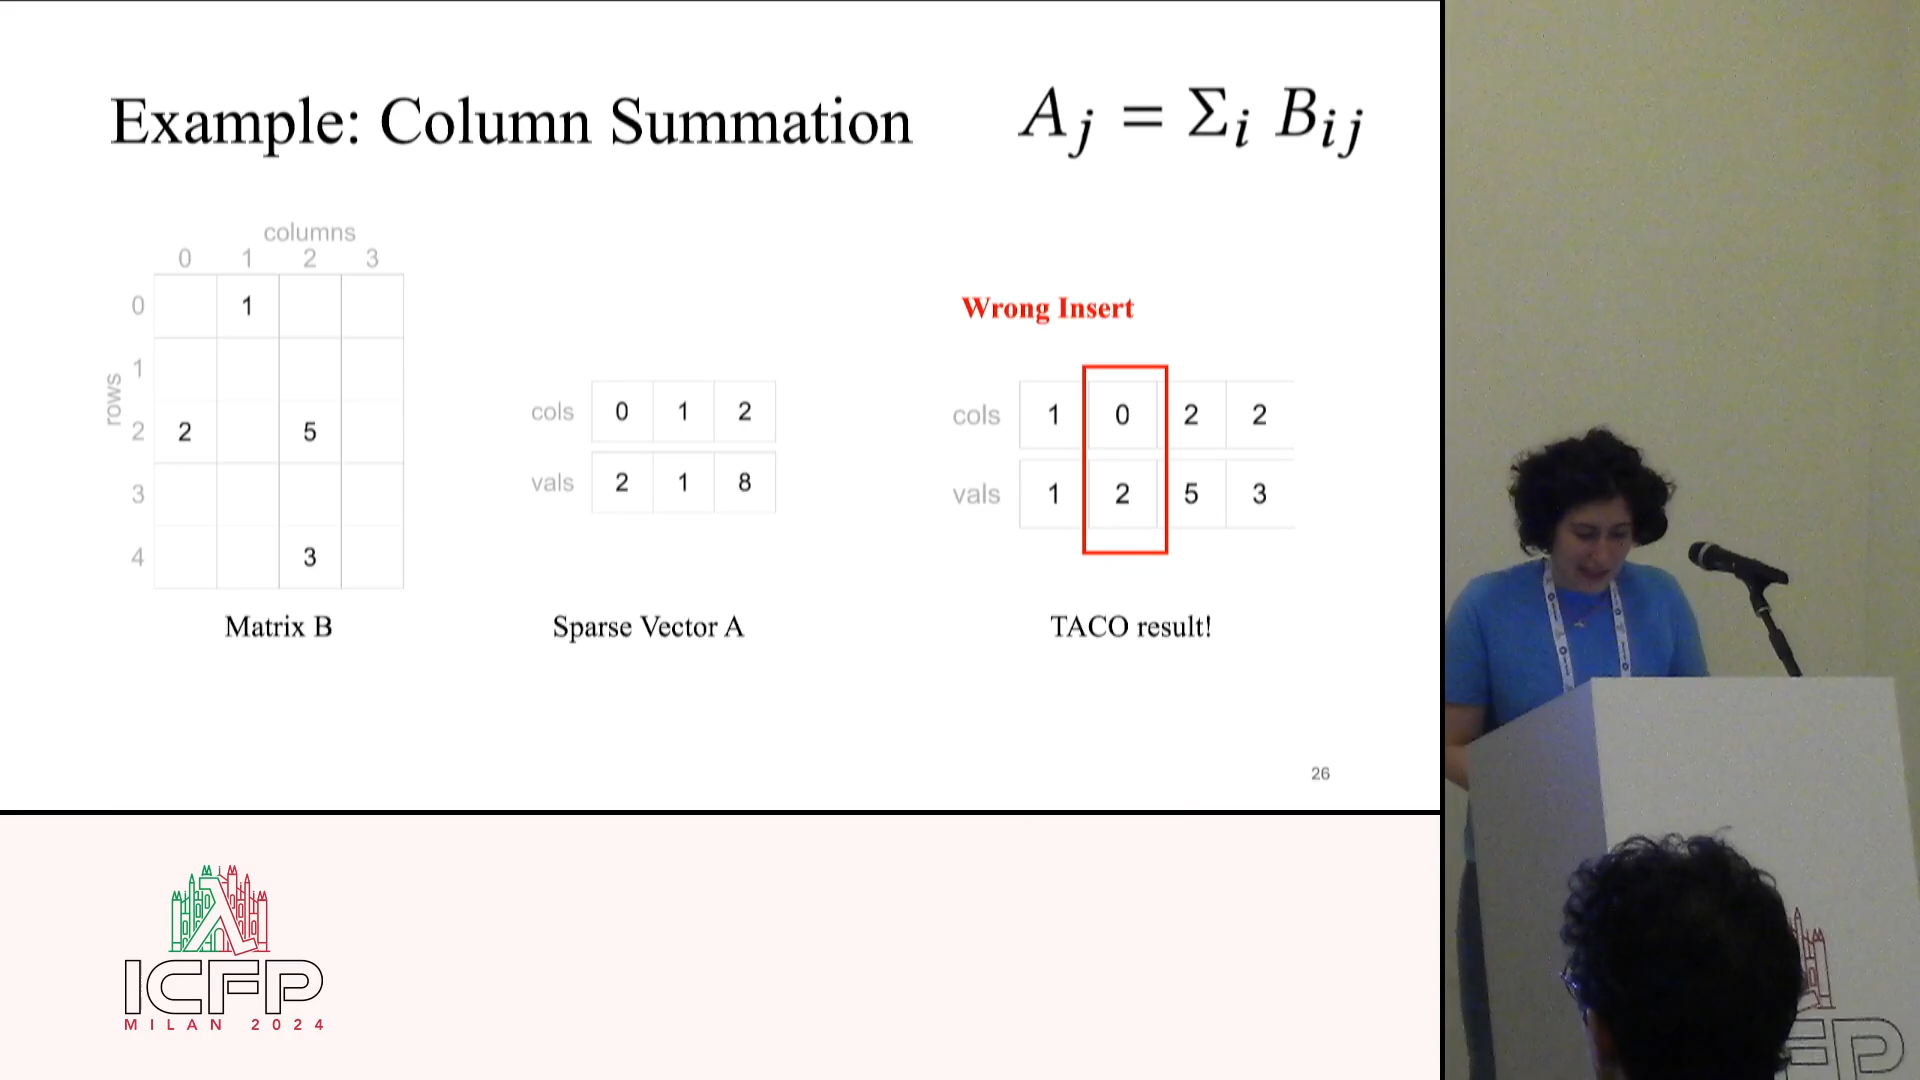 Example: Column Summation
A_j = Σ_i B_ij
columns
0 1 2 3
rows
0 1
1
2 2 5
3
4 3
Matrix B
cols 0 1 2
vals 2 1 8
Sparse Vector A
Wrong Insert
cols 1 0 2 2
vals 1 2 5 3
TACO result!
26
ICFP
MILAN 2024
FP